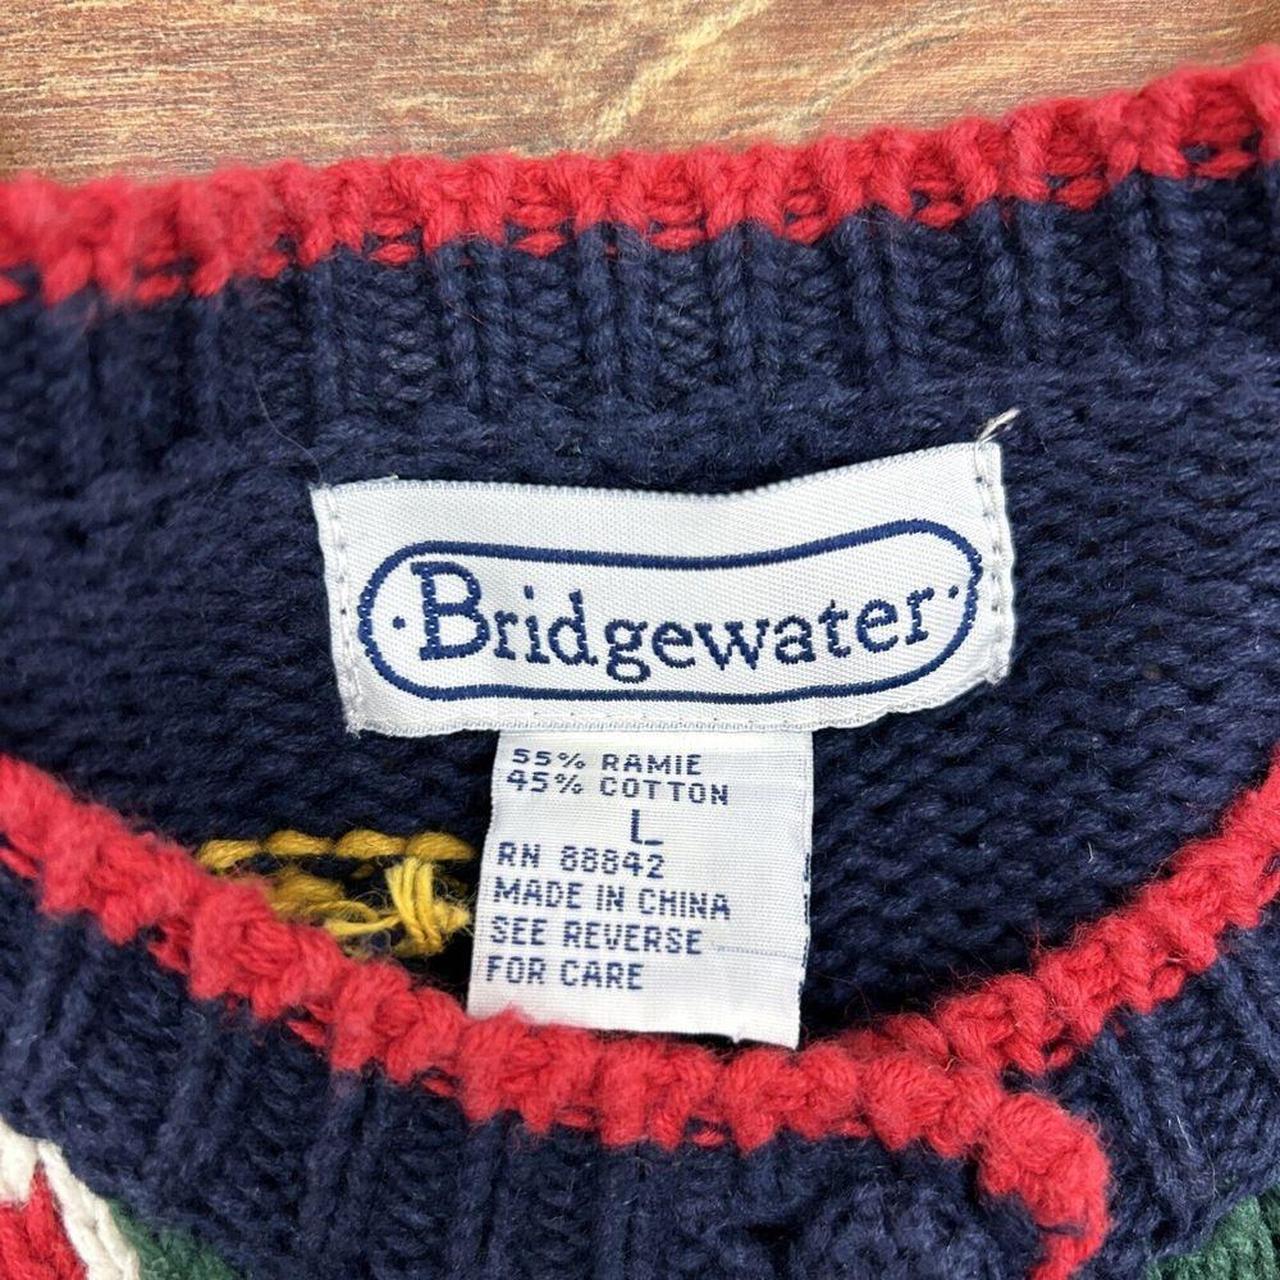 ·Bridgewater·
55% RAMIE
45% COTTON
L
RN 88842
MADE IN CHINA
SEE REVERSE
FOR CARE